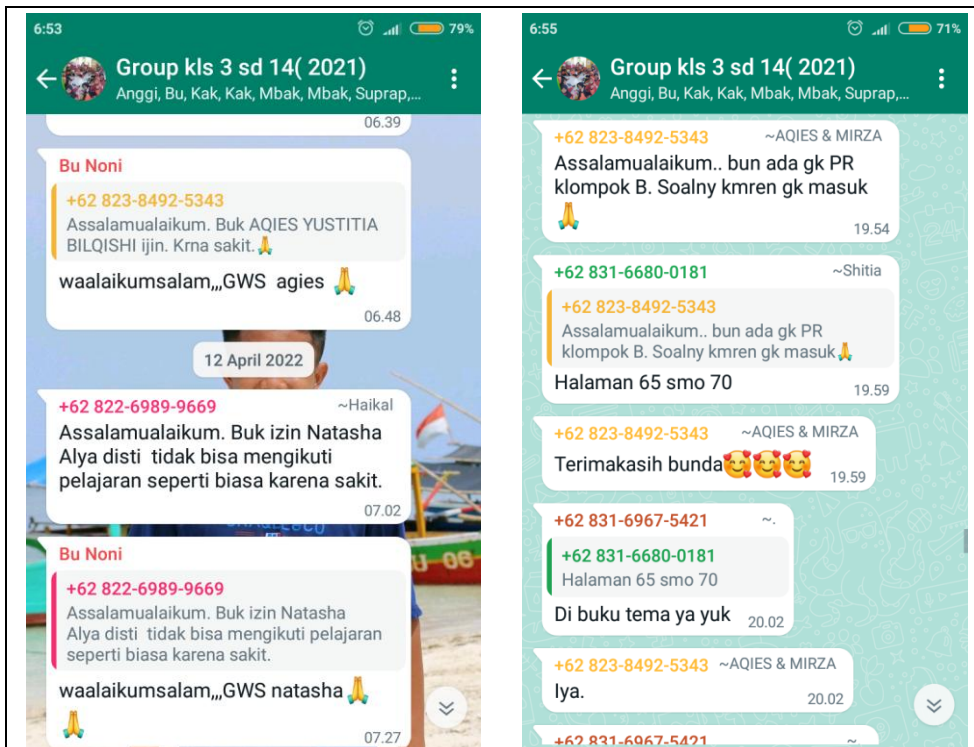 6:53
79%
Group kls 3 sd 14( 2021)
Anggi, Bu, Kak, Kak, Mbak, Mbak, Suprap,...
06.39
Bu Noni
+62 823-8492-5343
Assalamualaikum. Buk AQIES YUSTITIA
BILQISHI ijin. Krna sakit.🙏
waalaikumsalam,,,GWS agies 🙏
06.48
12 April 2022
+62 822-6989-9669 ~Haikal
Assalamualaikum. Buk izin Natasha
Alya disti tidak bisa mengikuti
pelajaran seperti biasa karena sakit.
07.02
Bu Noni
+62 822-6989-9669
Assalamualaikum. Buk izin Natasha
Alya disti tidak bisa mengikuti pelajaran
seperti biasa karena sakit.
waalaikumsalam,,,GWS natasha🙏
🙏
07.27
6:55
71%
Group kls 3 sd 14( 2021)
Anggi, Bu, Kak, Kak, Mbak, Mbak, Suprap,...
+62 823-8492-5343 ~AQIES & MIRZA
Assalamualaikum.. bun ada gk PR
klompok B. Soalny kmren gk masuk
🙏
19.54
+62 831-6680-0181 ~Shitia
+62 823-8492-5343
Assalamualaikum.. bun ada gk PR
klompok B. Soalny kmren gk masuk🙏
Halaman 65 smo 70
19.59
+62 823-8492-5343 ~AQIES & MIRZA
Terimakasih bunda🥰🥰🥰
19.59
+62 831-6967-5421 ~.
+62 831-6680-0181
Halaman 65 smo 70
Di buku tema ya yuk
20.02
+62 823-8492-5343 ~AQIES & MIRZA
Iya.
20.02
+62 831-6967-5421 ~